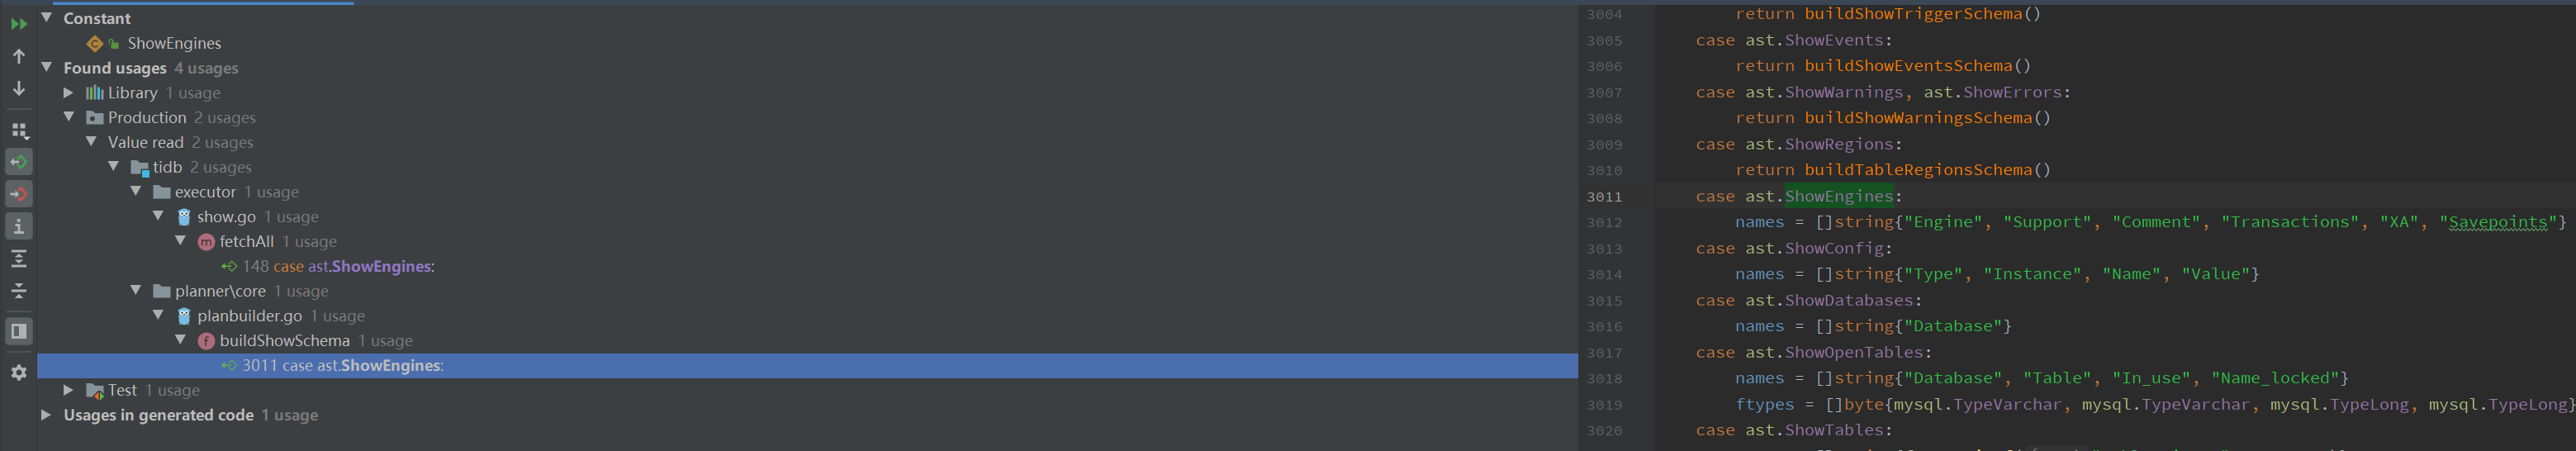 Constant
ShowEngines
Found usages 4 usages
Library 1 usage
Production 2 usages
Value read 2 usages
tidb 2 usages
executor 1 usage
show.go 1 usage
fetchAll 1 usage
148 case ast.ShowEngines:
planner\core 1 usage
planbuilder.go 1 usage
buildShowSchema 1 usage
3011 case ast.ShowEngines:
Test 1 usage
Usages in generated code 1 usage
3004 return buildShowTriggerSchema()
3005 case ast.ShowEvents:
3006 return buildShowEventsSchema()
3007 case ast.ShowWarnings, ast.ShowErrors:
3008 return buildShowWarningsSchema()
3009 case ast.ShowRegions:
3010 return buildTableRegionsSchema()
3011 case ast.ShowEngines:
3012 names = []string{"Engine", "Support", "Comment", "Transactions", "XA", "Savepoints"}
3013 case ast.ShowConfig:
3014 names = []string{"Type", "Instance", "Name", "Value"}
3015 case ast.ShowDatabases:
3016 names = []string{"Database"}
3017 case ast.ShowOpenTables:
3018 names = []string{"Database", "Table", "In_use", "Name_locked"}
3019 ftypes = []byte{mysql.TypeVarchar, mysql.TypeVarchar, mysql.TypeLong, mysql.TypeLong}
3020 case ast.ShowTables: